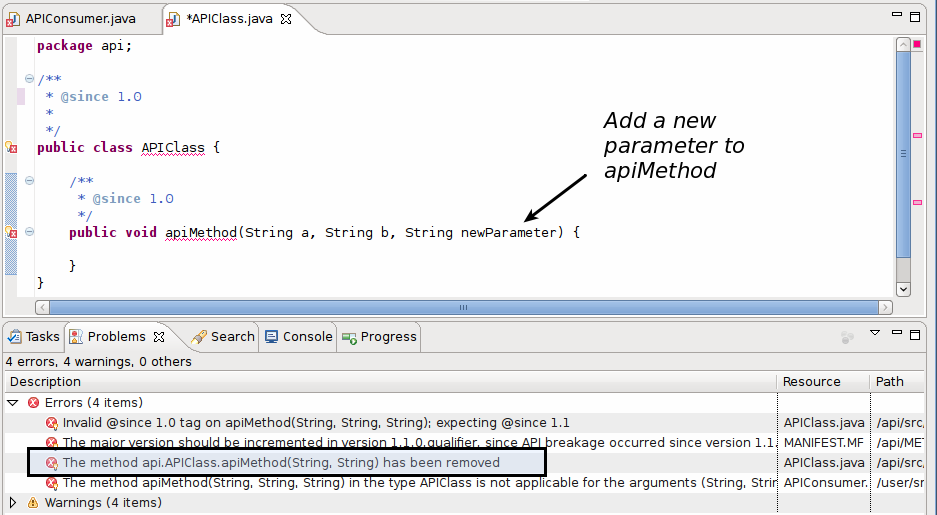 APIConsumer.java
*APIClass.java
package api;
/**
* @since 1.0
*
*/
public class APIClass {
/**
* @since 1.0
*/
public void apiMethod(String a, String b, String newParameter) {
}
}
Add a new
parameter to
apiMethod
Tasks Problems Search Console Progress
4 errors, 4 warnings, 0 others
Description Resource Path
Errors (4 items)
Invalid @since 1.0 tag on apiMethod(String, String, String); expecting @since 1.1 APIClass.java /api/src,
The major version should be incremented in version 1.1.0.qualifier, since API breakage occurred since version 1.1. MANIFEST.MF /api/ME
The method api.APIClass.apiMethod(String, String) has been removed APIClass.java /api/src,
The method apiMethod(String, String, String) in the type APIClass is not applicable for the arguments (String, Strin APIConsumer. /user/sr
Warnings (4 items)